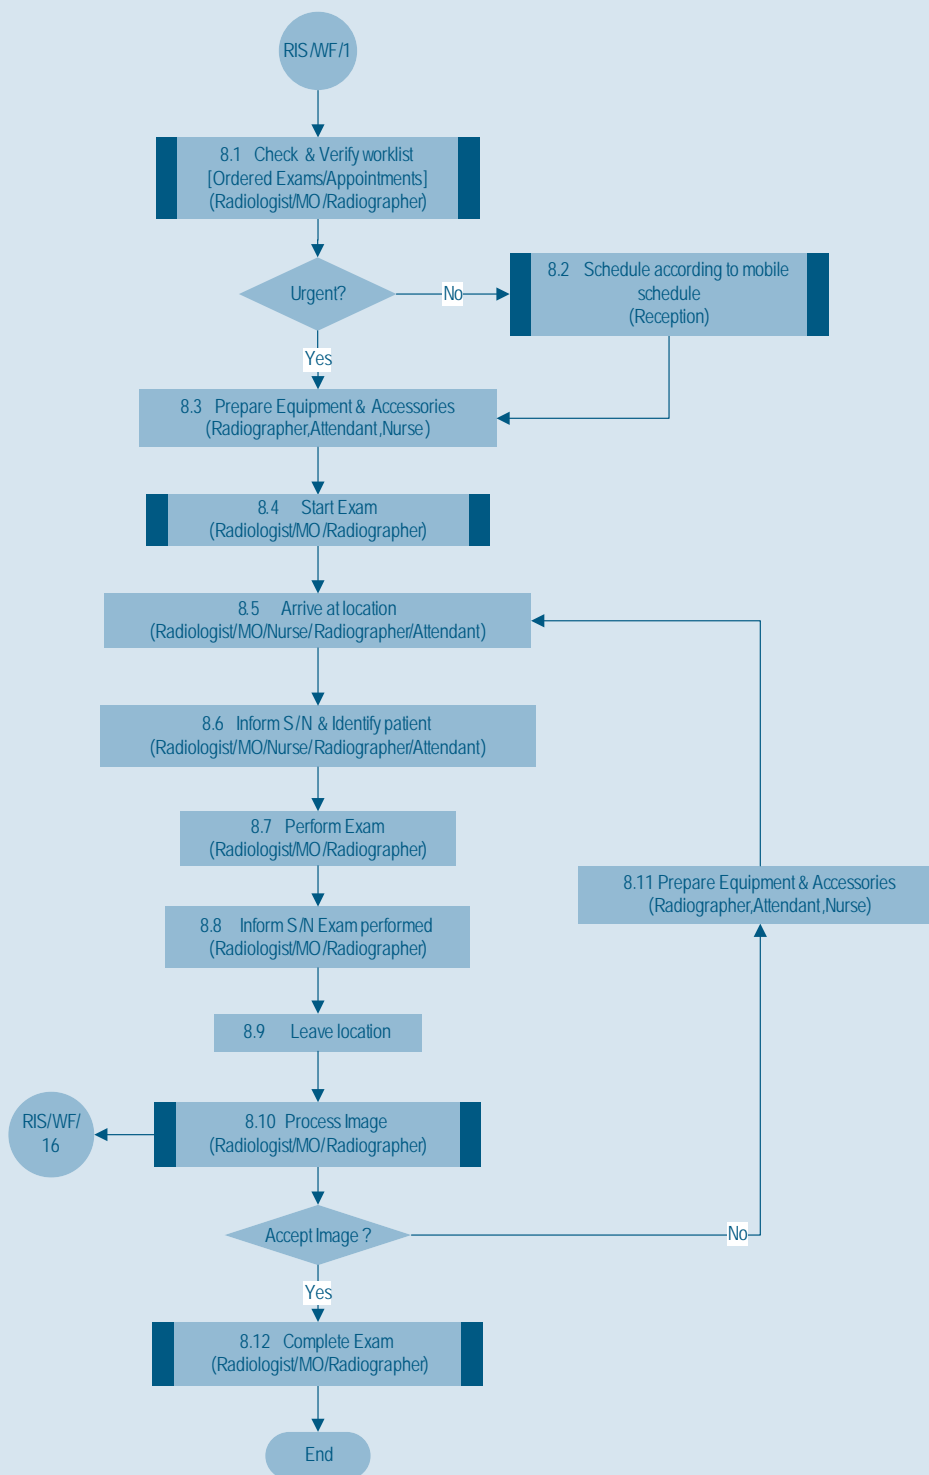 RIS/WF/1
8.1 Check & Verify worklist
[Ordered Exams/Appointments]
(Radiologist/MO/Radiographer)
Urgent?
No
8.2 Schedule according to mobile
schedule
(Reception)
Yes
8.3 Prepare Equipment & Accessories
(Radiographer,Attendant,Nurse)
8.4 Start Exam
(Radiologist/MO/Radiographer)
8.5 Arrive at location
(Radiologist/MO/Nurse/Radiographer/Attendant)
8.6 Inform S/N & Identify patient
(Radiologist/MO/Nurse/Radiographer/Attendant)
8.7 Perform Exam
(Radiologist/MO/Radiographer)
8.11 Prepare Equipment & Accessories
(Radiographer,Attendant,Nurse)
8.8 Inform S/N Exam performed
(Radiologist/MO/Radiographer)
8.9 Leave location
RIS/WF/
16
8.10 Process Image
(Radiologist/MO/Radiographer)
Accept Image ?
No
Yes
8.12 Complete Exam
(Radiologist/MO/Radiographer)
End